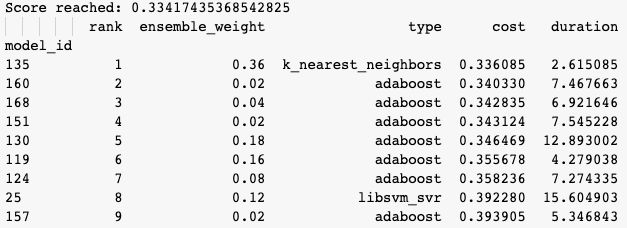 Score reached: 0.33417435368542825
rank ensemble_weight type cost duration
model_id
135 1 0.36 k_nearest_neighbors 0.336085 2.615085
160 2 0.02 adaboost 0.340330 7.467663
168 3 0.04 adaboost 0.342835 6.921646
151 4 0.02 adaboost 0.343124 7.545228
130 5 0.18 adaboost 0.346469 12.893002
119 6 0.16 adaboost 0.355678 4.279038
124 7 0.08 adaboost 0.358236 7.274335
25 8 0.12 libsvm_svr 0.392280 15.604903
157 9 0.02 adaboost 0.393905 5.346843